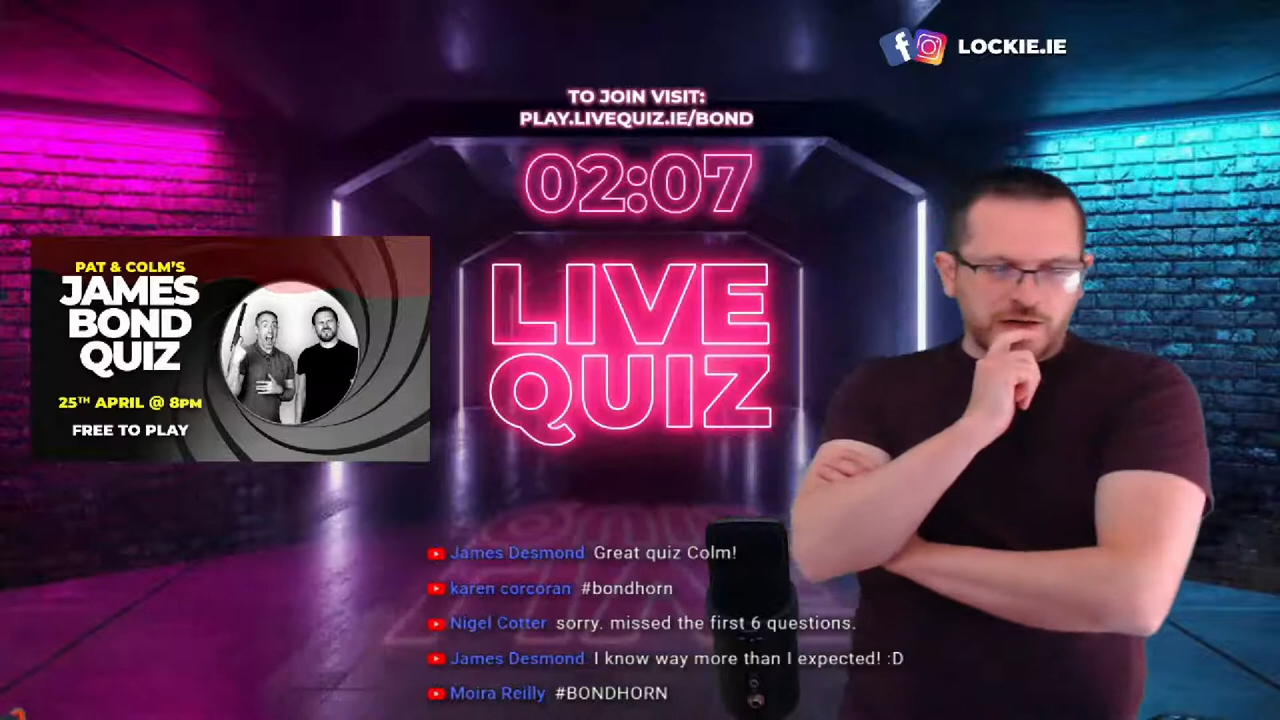 LOCKIE.IE
TO JOIN VISIT:
PLAY.LIVEQUIZ.IE/BOND
02:07
LIVE
QUIZ
PAT & COLM'S
JAMES
BOND
QUIZ
25TH APRIL @ 8PM
FREE TO PLAY
James Desmond Great quiz Colm!
karen corcoran #bondhorn
Nigel Cotter sorry. missed the first 6 questions.
James Desmond I know way more than I expected! :D
Moira Reilly #BONDHORN